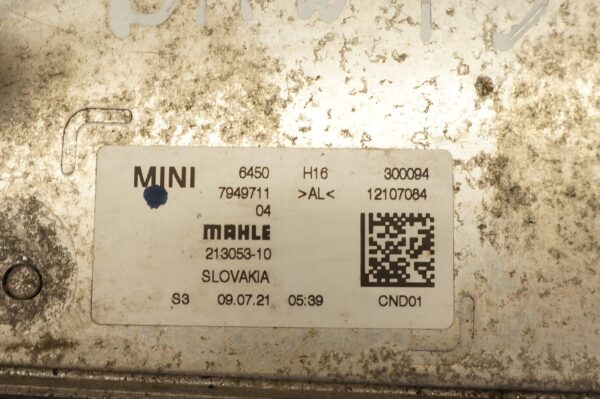 MINI 6450 H16 300094
7949711 >AL< 12107084
04
MAHLE
213053-10
SLOVAKIA
S3 09.07.21 05:39 CND01